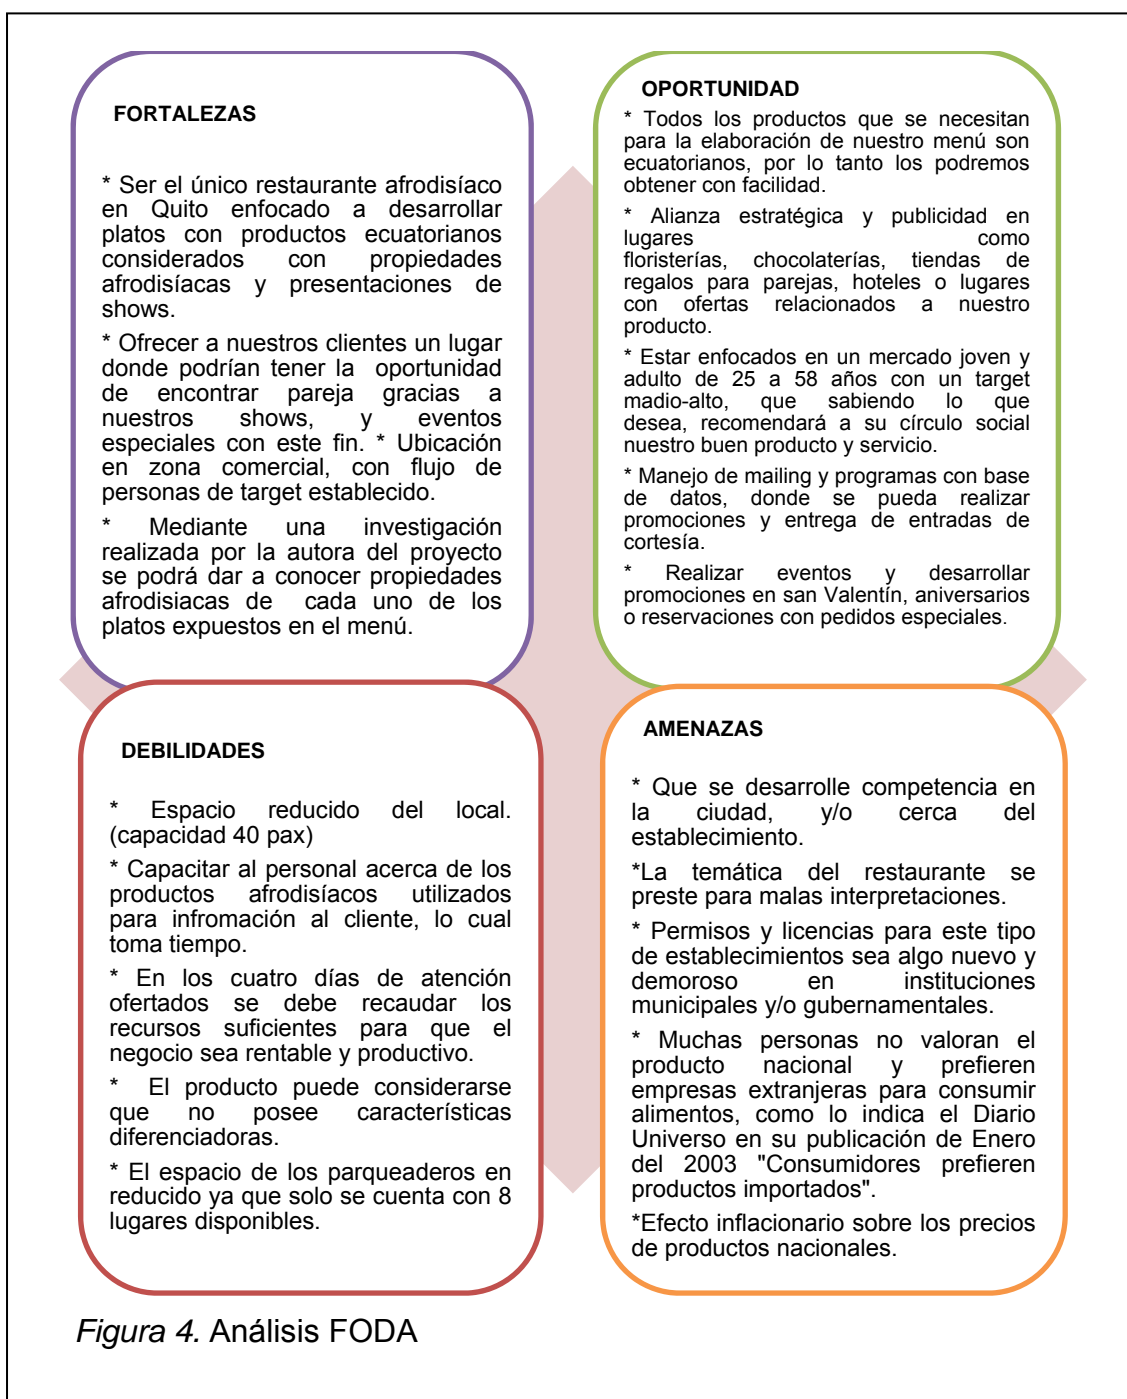 FORTALEZAS
* Ser el único restaurante afrodisíaco
en Quito enfocado a desarrollar
platos con productos ecuatorianos
considerados con propiedades
afrodisíacas y presentaciones de
shows.
* Ofrecer a nuestros clientes un lugar
donde podrían tener la oportunidad
de encontrar pareja gracias a
nuestros shows, y eventos
especiales con este fin. * Ubicación
en zona comercial, con flujo de
personas de target establecido.
* Mediante una investigación
realizada por la autora del proyecto
se podrá dar a conocer propiedades
afrodisiacas de cada uno de los
platos expuestos en el menú.
OPORTUNIDAD
* Todos los productos que se necesitan
para la elaboración de nuestro menú son
ecuatorianos, por lo tanto los podremos
obtener con facilidad.
* Alianza estratégica y publicidad en
lugares como
floristerías, chocolaterías, tiendas de
regalos para parejas, hoteles o lugares
con ofertas relacionados a nuestro
producto.
* Estar enfocados en un mercado joven y
adulto de 25 a 58 años con un target
madio-alto, que sabiendo lo que
desea, recomendará a su círculo social
nuestro buen producto y servicio.
* Manejo de mailing y programas con base
de datos, donde se pueda realizar
promociones y entrega de entradas de
cortesía.
* Realizar eventos y desarrollar
promociones en san Valentín, aniversarios
o reservaciones con pedidos especiales.
DEBILIDADES
* Espacio reducido del local.
(capacidad 40 pax)
* Capacitar al personal acerca de los
productos afrodisíacos utilizados
para infromación al cliente, lo cual
toma tiempo.
* En los cuatro días de atención
ofertados se debe recaudar los
recursos suficientes para que el
negocio sea rentable y productivo.
* El producto puede considerarse
que no posee características
diferenciadoras.
* El espacio de los parqueaderos en
reducido ya que solo se cuenta con 8
lugares disponibles.
AMENAZAS
* Que se desarrolle competencia en
la ciudad, y/o cerca del
establecimiento.
*La temática del restaurante se
preste para malas interpretaciones.
* Permisos y licencias para este tipo
de establecimientos sea algo nuevo y
demoroso en instituciones
municipales y/o gubernamentales.
* Muchas personas no valoran el
producto nacional y prefieren
empresas extranjeras para consumir
alimentos, como lo indica el Diario
Universo en su publicación de Enero
del 2003 "Consumidores prefieren
productos importados".
*Efecto inflacionario sobre los precios
de productos nacionales.
Figura 4. Análisis FODA